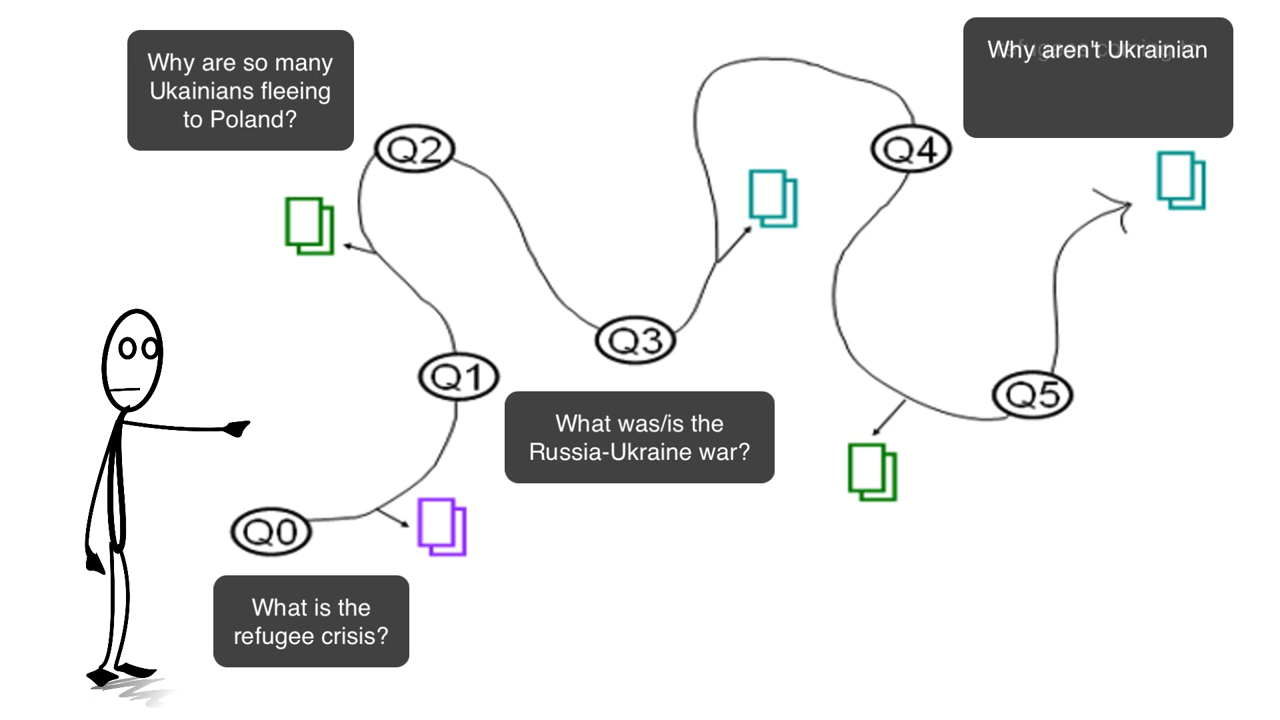 Why are so many
Ukainians fleeing
to Poland?
Why aren't Ukrainian
Q2
Q4
Q3
Q1
Q5
What was/is the
Russia-Ukraine war?
Q0
What is the
refugee crisis?